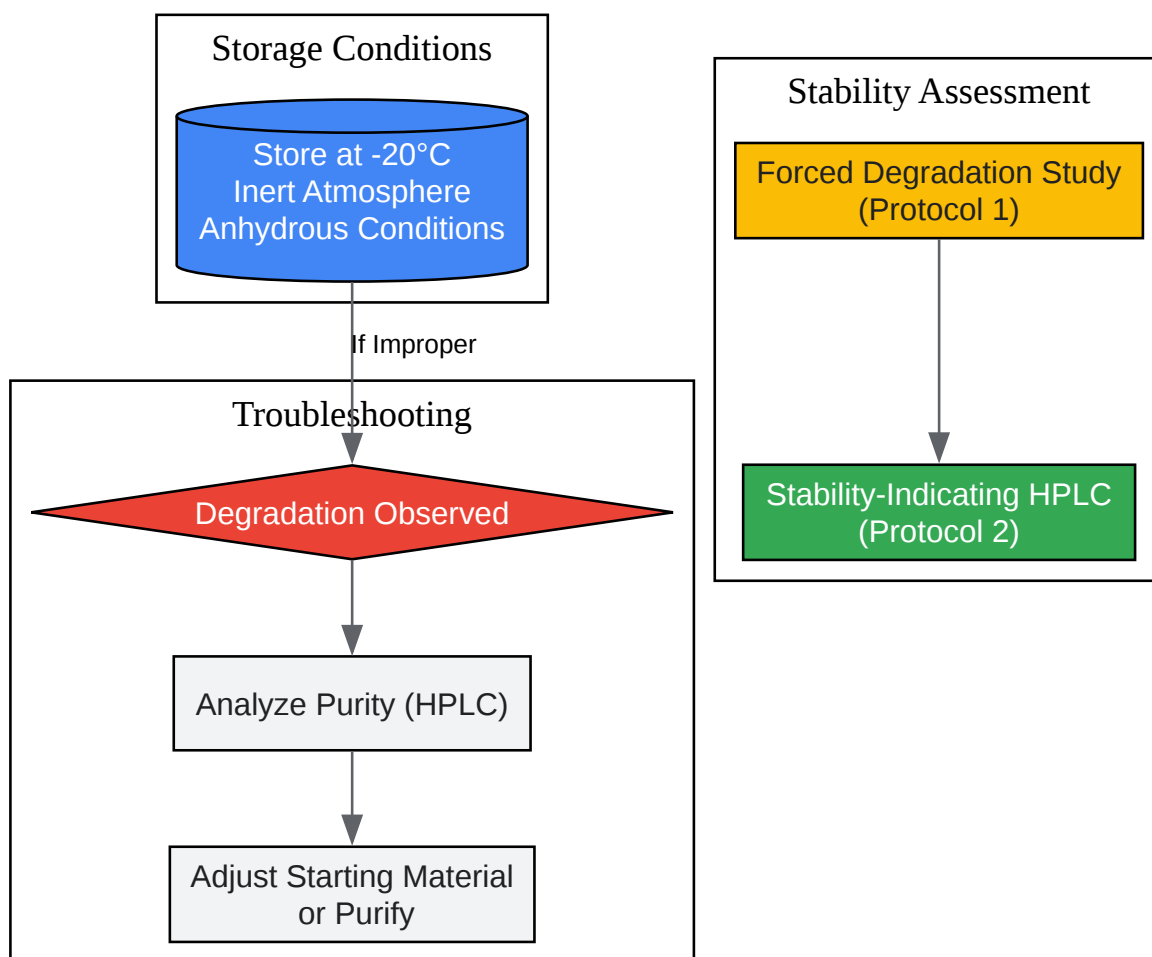 Storage Conditions
Store at -20°C
Inert Atmosphere
Anhydrous Conditions
If Improper
Troubleshooting
Degradation Observed
Analyze Purity (HPLC)
Adjust Starting Material
or Purify
Stability Assessment
Forced Degradation Study
(Protocol 1)
Stability-Indicating HPLC
(Protocol 2)